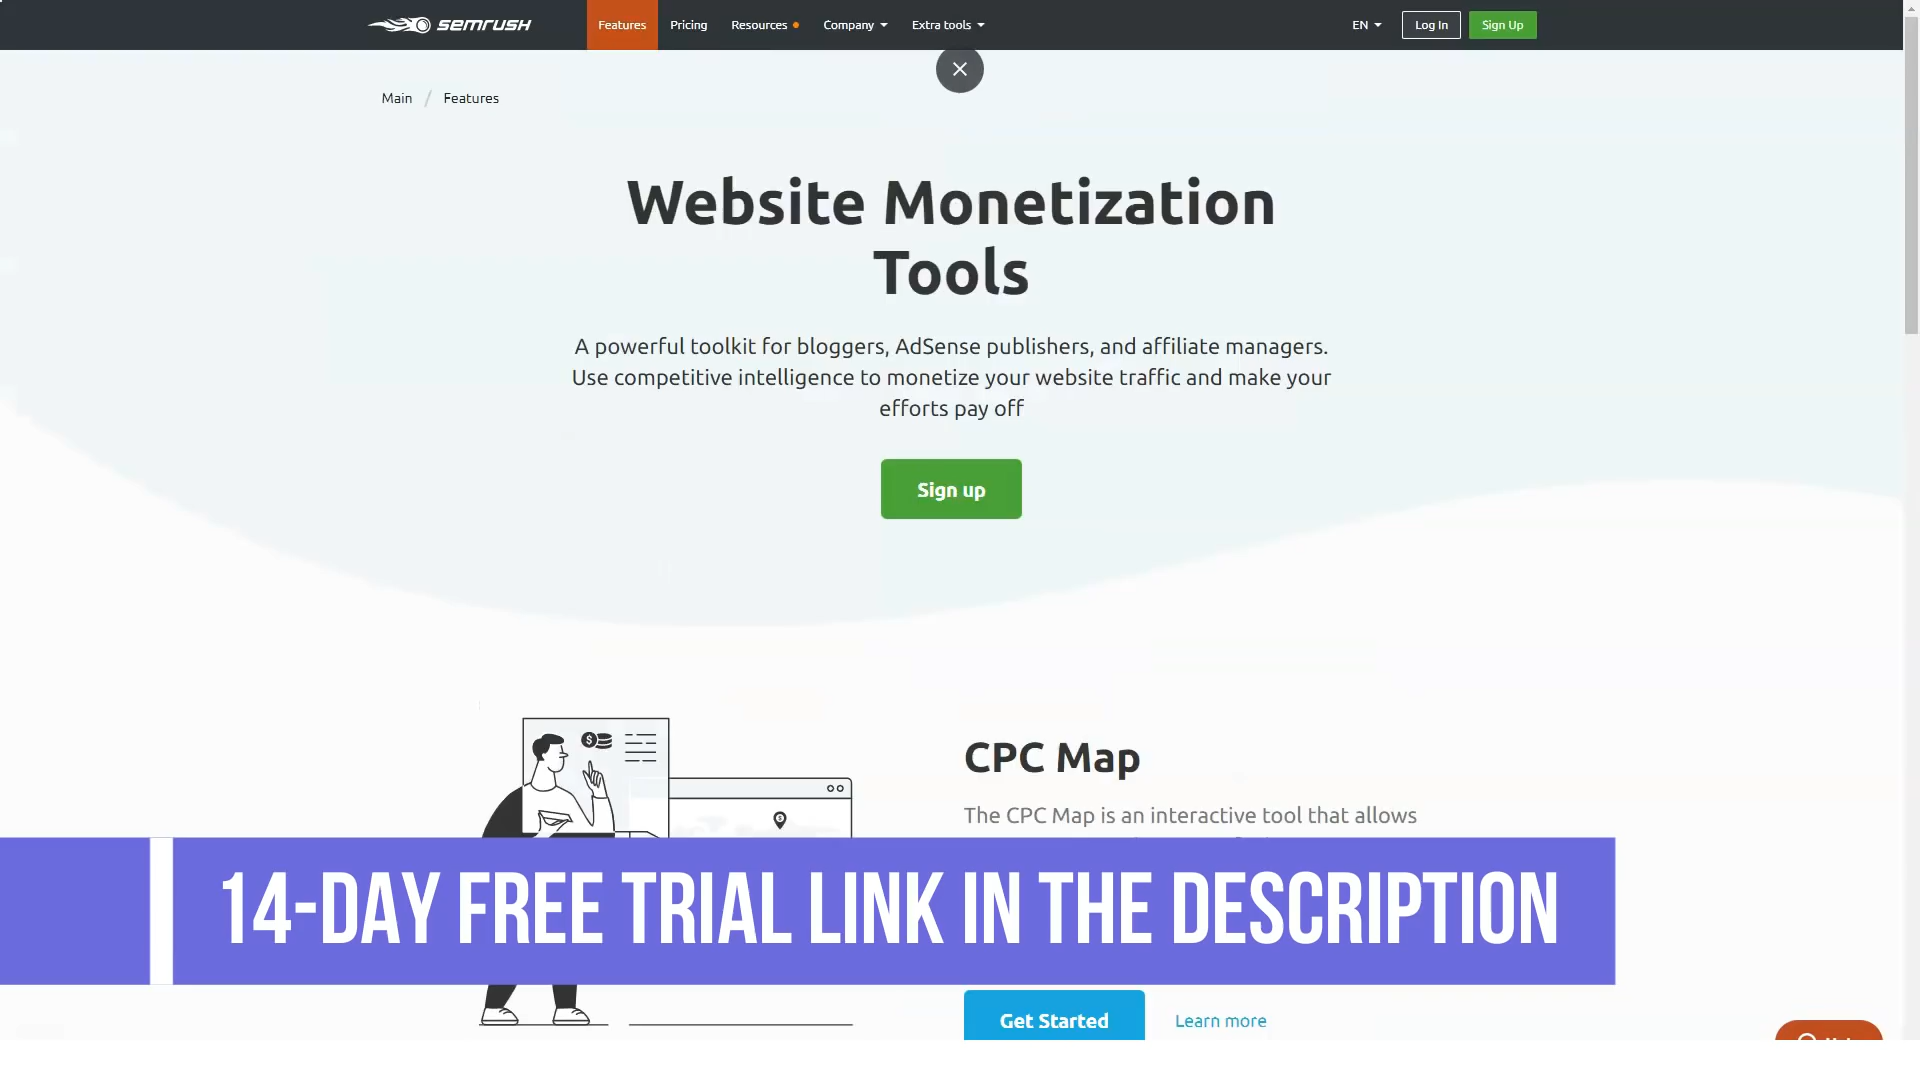 SEMRUSH
Features
Pricing
Resources
Company
Extra tools
EN
Log In
Sign Up
Main / Features
Website Monetization
Tools
A powerful toolkit for bloggers, AdSense publishers, and affiliate managers.
Use competitive intelligence to monetize your website traffic and make your
efforts pay off
Sign up
CPC Map
The CPC Map is an interactive tool that allows
14-DAY FREE TRIAL LINK IN THE DESCRIPTION
Get Started
Learn more